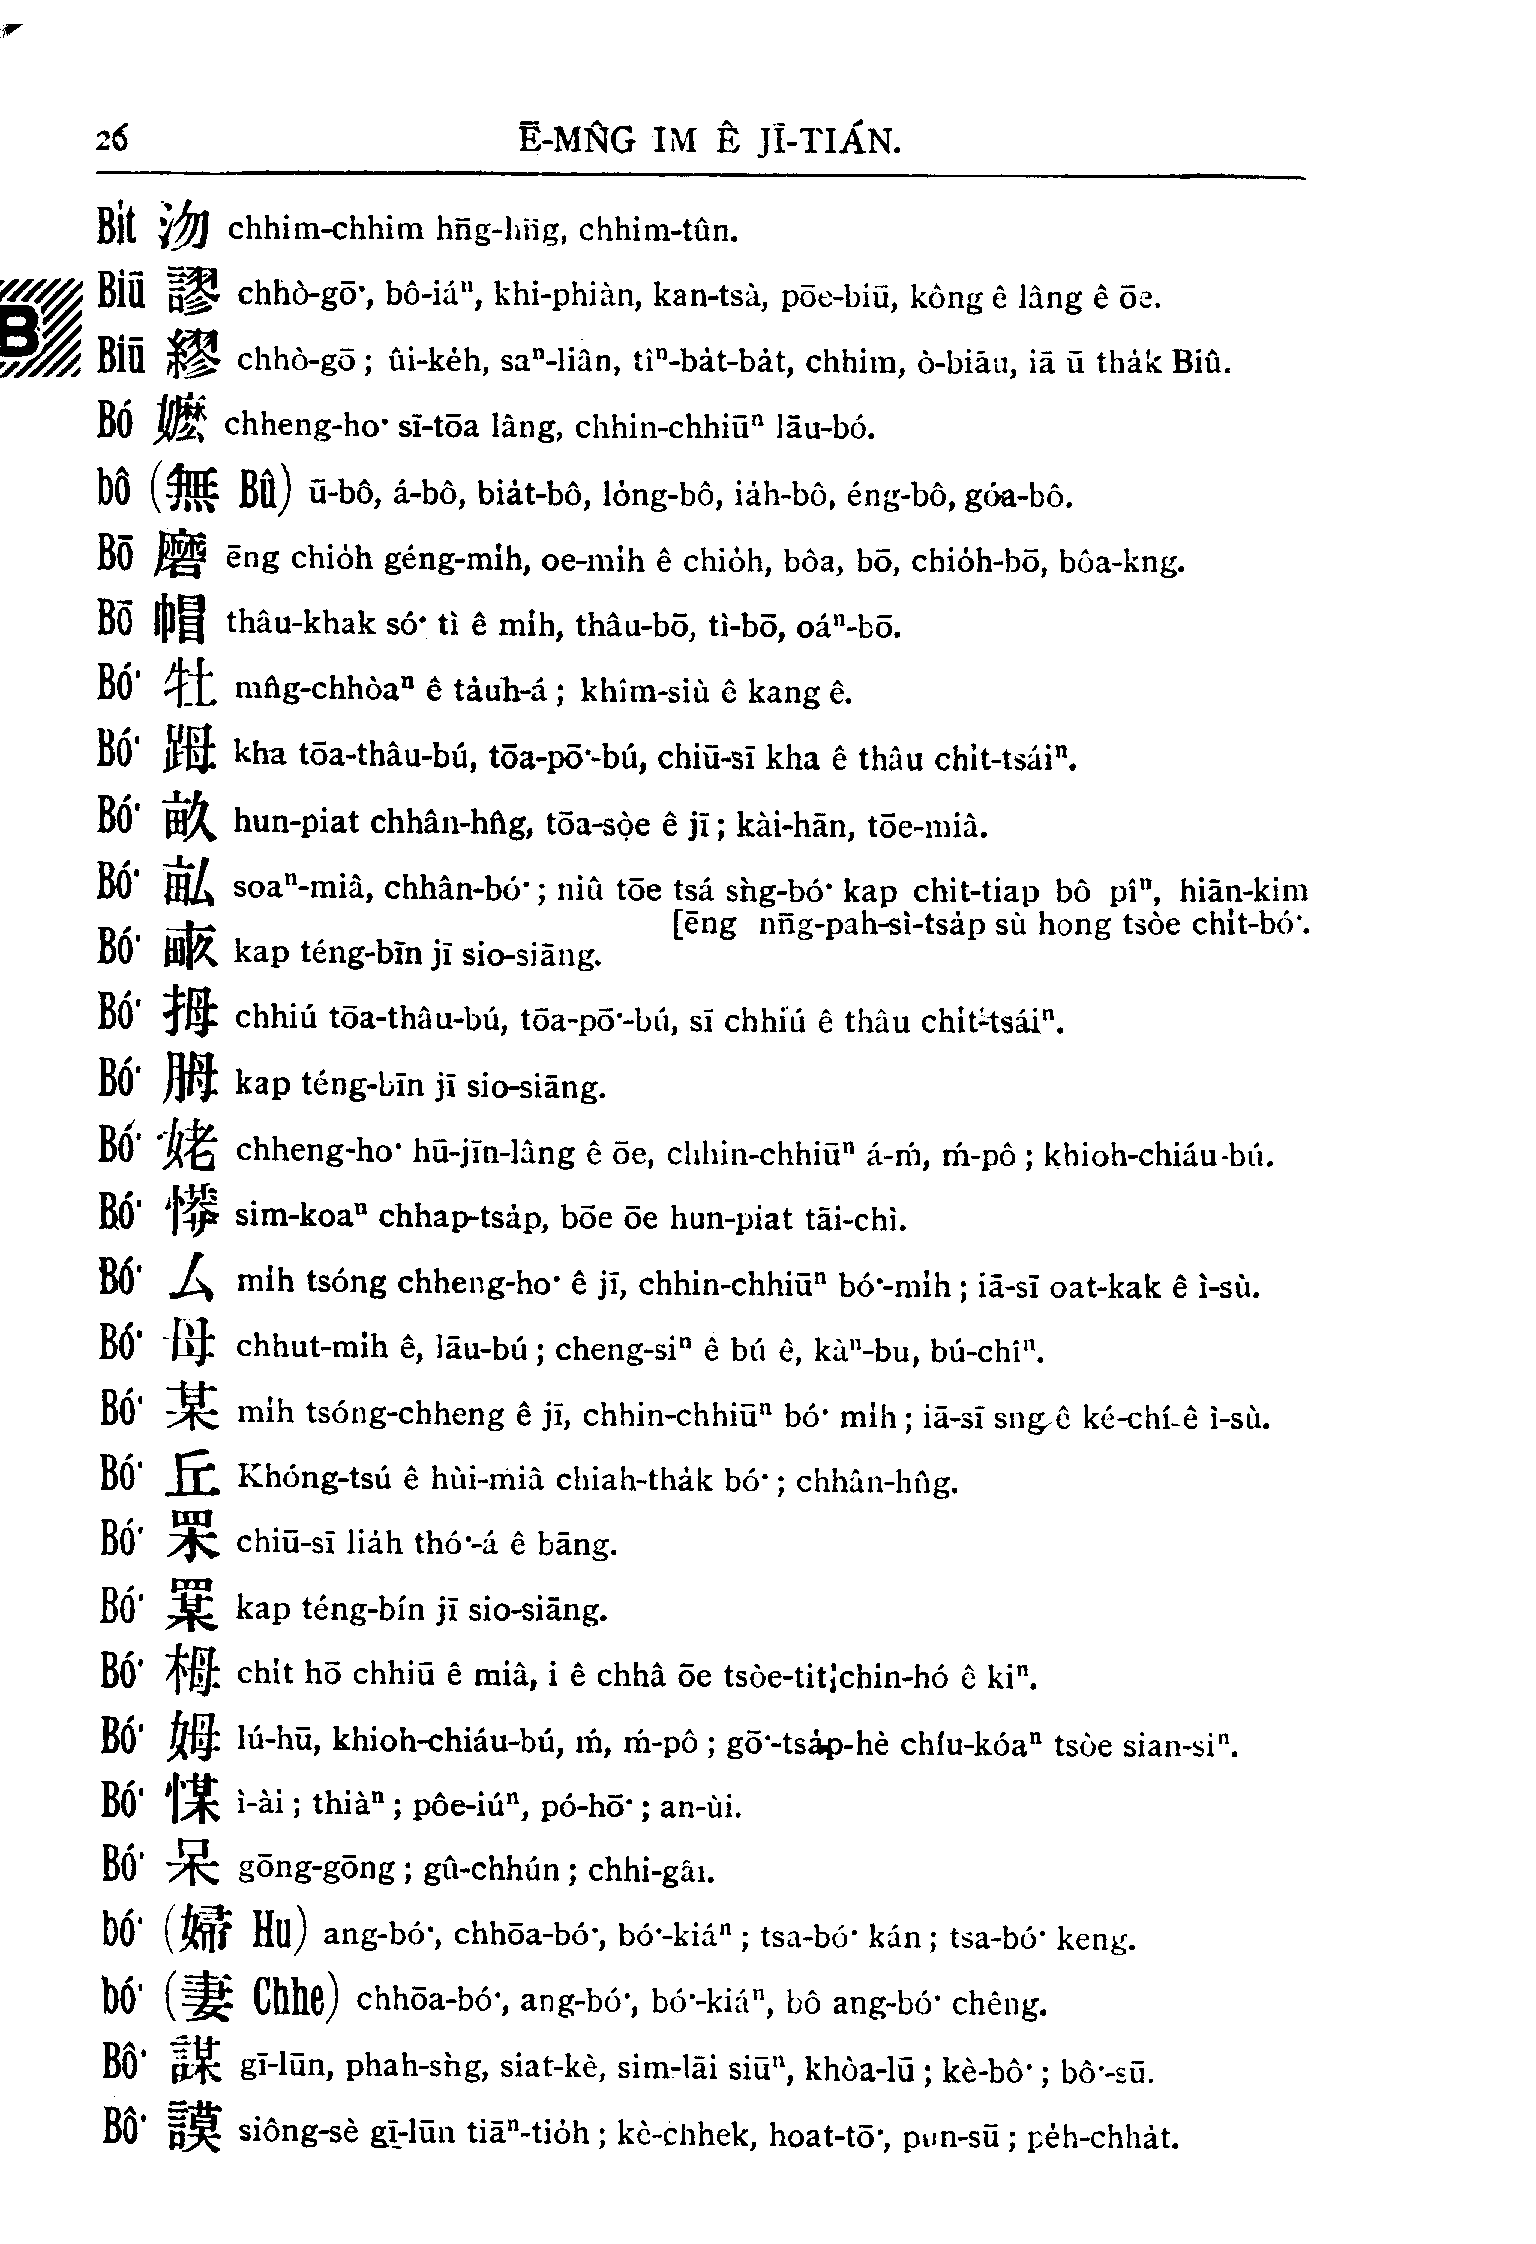 26 Ē-MN̂G IM Ê JĪ-TIÁN.
Bi̍t 沕 chhim-chhim hn̄g-hn̄g, chhim-tûn.
B
Biū 謬 chhò-gō͘, bô-iáⁿ, khi-phiàn, kan-tsà, pōe-biū, kông ê lâng ê ōe.
Biū 繆 chhò-gō; ûi-ke̍h, saⁿ-liân, tîⁿ-ba̍t-ba̍t, chhim, ò-biāu, iā ū tha̍k Biû.
Bó 嬤 chheng-ho͘ sī-tōa lâng, chhin-chhiūⁿ lāu-bó.
bô (無 Bû) ū-bô, á-bô, bia̍t-bô, lo̍ng-bô, ia̍h-bô, éng-bô, góa-bô.
Bō 磨 ēng chio̍h géng-mi̍h, oe-mi̍h ê chio̍h, bôa, bō, chio̍h-bō, bôa-kng.
Bō 帽 thâu-khak só͘ tì ê mi̍h, thâu-bō, tì-bō, oáⁿ-bō.
Bó͘ 牡 mn̂g-chhòaⁿ ê ta̍uh-á; khîm-siù ê kang ê.
Bó͘ 踇 kha tōa-thâu-bú, tōa-pō͘-bú, chiū-sī kha ê thâu chi̍t-tsáiⁿ.
Bó͘ 畝 hun-piat chhân-hn̂g, tōa-sòe ê jī; kài-hān, tōe-miâ.
Bó͘ 畒 soaⁿ-miâ, chhân-bó͘; niû tōe tsá sǹg-bó͘ kap chit-tiap bô pîⁿ, hiān-kim
[ēng nn̄g-pah-sì-tsa̍p sù hong tsòe chi̍t-bó͘.
Bó͘ 畞 kap téng-bīn jī sio-siāng.
Bó͘ 拇 chhiú tōa-thâu-bú, tōa-pō͘-bú, sī chhiú ê thâu chi̍t-tsáiⁿ.
Bó͘ 胟 kap téng-bīn jī sio-siāng.
Bó͘ 姥 chheng-ho͘ hū-jīn-lâng ê ōe, chhin-chhiūⁿ á-ḿ, ḿ-pô; khioh-chiáu-bú.
Bó͘ 懵 sim-koaⁿ chhap-tsa̍p, bōe ōe hun-piat tāi-chì.
Bó͘ 厶 mi̍h tsóng chheng-ho͘ ê jī, chhin-chhiūⁿ bó͘-mi̍h; iā-sī oat-kak ê ì-sù.
Bó͘ 母 chhut-mi̍h ê, lāu-bú; cheng-siⁿ ê bú ê, kàⁿ-bu, bú-chîⁿ.
Bó͘ 某 mi̍h tsóng-chheng ê jī, chhin-chhiūⁿ bó͘ mi̍h; iā-sī sng ê ké-chí ê ì-sù.
Bó͘ 丘 Khóng-tsú ê hùi-miâ chiah-tha̍k bó͘; chhân-hn̂g.
Bó͘ 罞 chiū-sī lia̍h thó͘-á ê bāng.
Bó͘ 罺 kap téng-bín jī sio-siāng.
Bó͘ 栂 chi̍t hō chhiū ê miâ, i ê chhâ ōe tsòe-tit chin-hó ê kiⁿ.
Bó͘ 姆 lú-hū, khioh-chiáu-bú, ḿ, ḿ-pô; gō͘-tsa̍p-hè chíu-kóaⁿ tsòe sian-siⁿ.
Bó͘ 㤭 ì-ài; thiàⁿ; pôe-iúⁿ, pó-hō͘; an-ùi.
Bó͘ 呆 gōng-gōng; gû-chhún; chhi-gâi.
bó͘ (婦 Hu) ang-bó͘, chhōa-bó͘, bó͘-kiáⁿ; tsa-bó͘ kán; tsa-bó͘ keng.
bó͘ (妻 Chhe) chhōa-bó͘, ang-bó͘, bó͘-kiáⁿ, bô ang-bó͘ chêng.
Bô͘ 謀 gī-lūn, phah-sǹg, siat-kè, sim-lāi siūⁿ, khòa-lū; kè-bô͘; bô͘-sū.
Bô͘ 謨 siông-sè gī-lūn tiāⁿ-tio̍h; kè-chhek, hoat-tō͘, pun-sū; pe̍h-chha̍t.